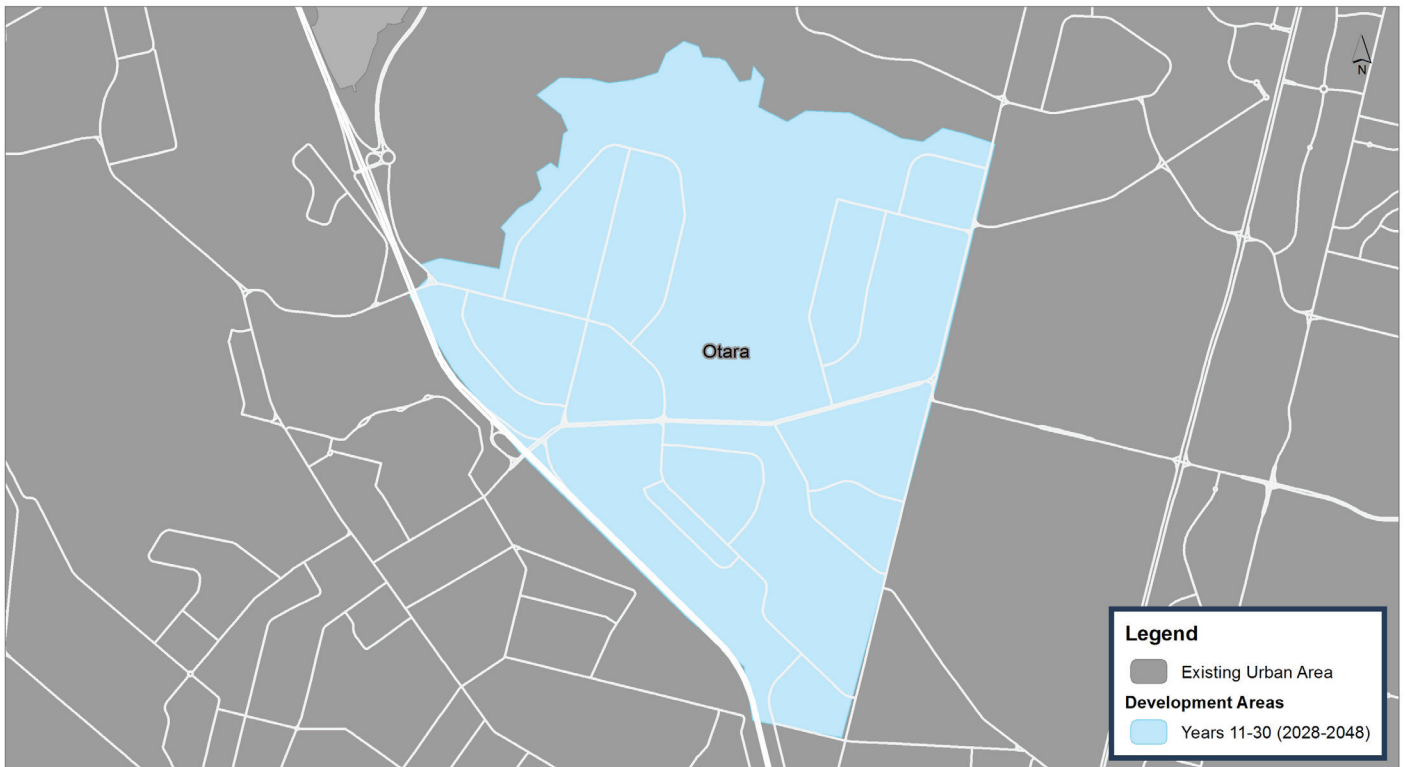 N
Otara
Legend
Existing Urban Area
Development Areas
Years 11-30 (2028-2048)